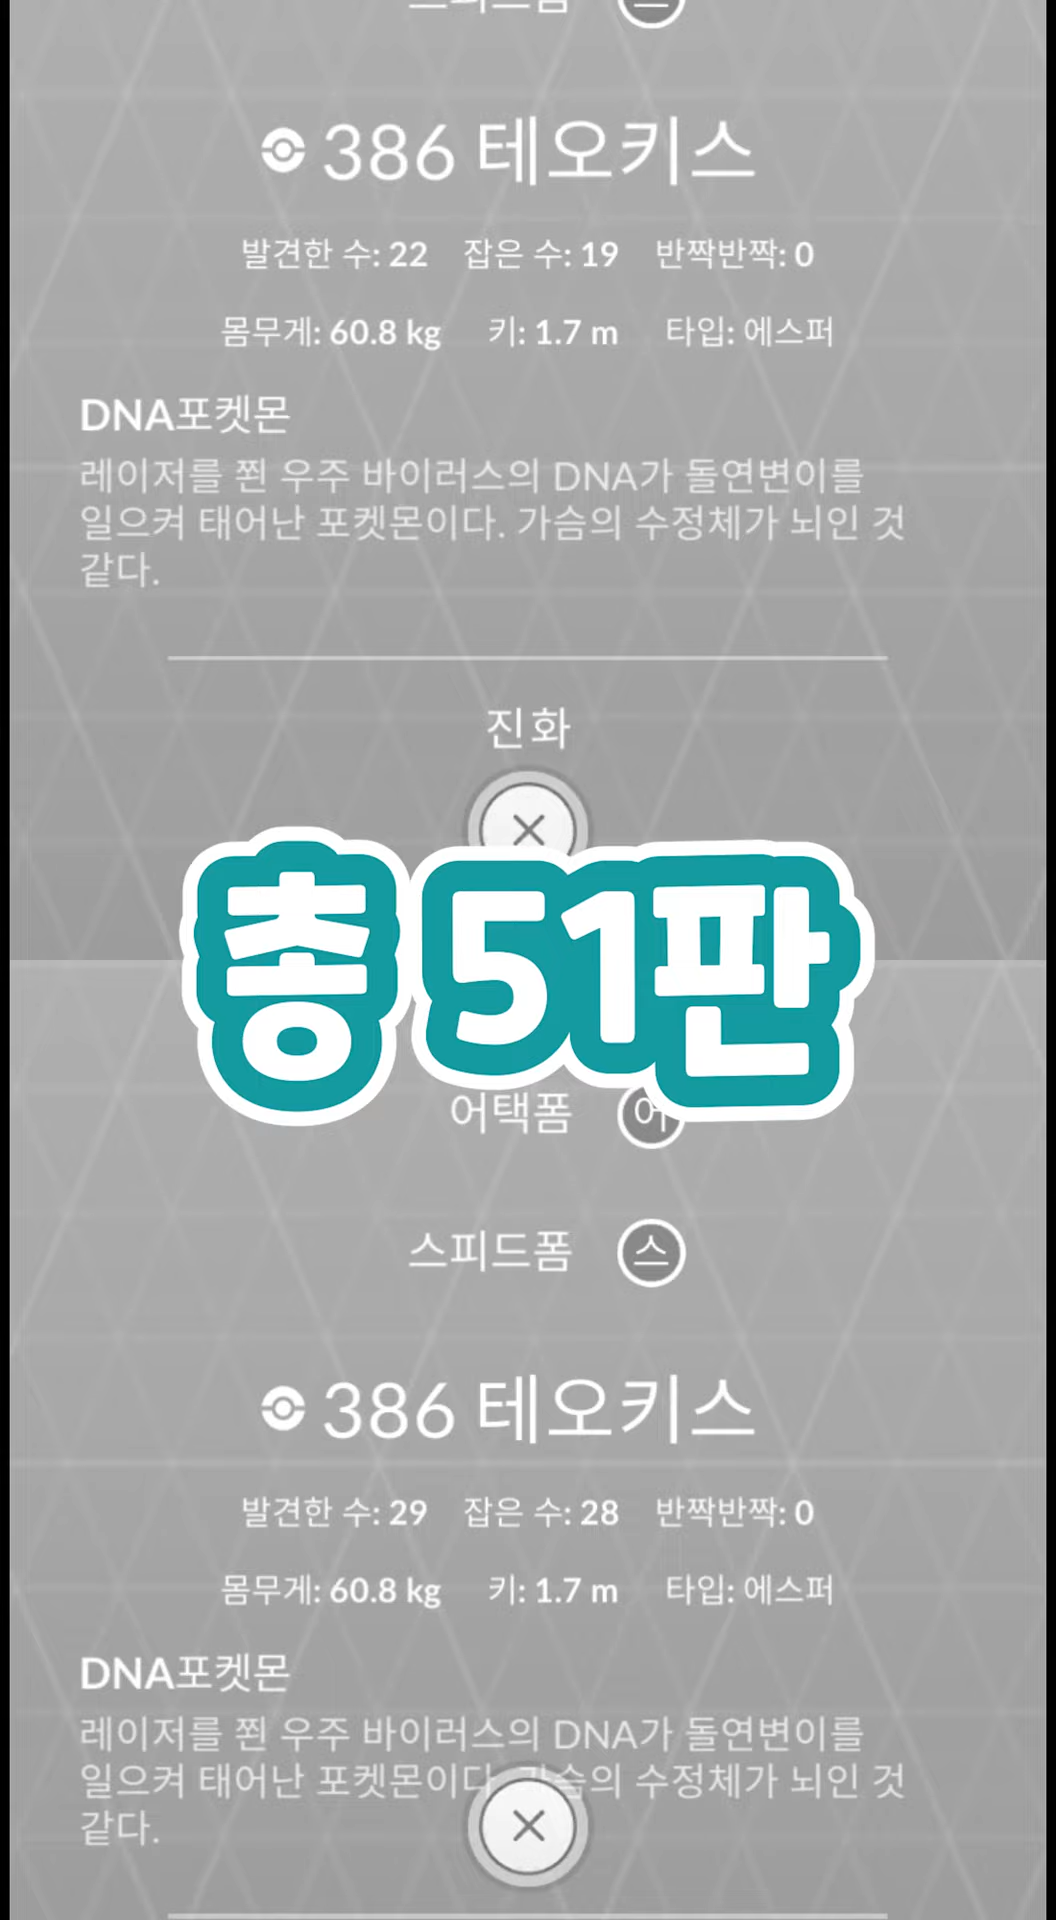 스피드폼 스
386 테오키스
발견한 수: 22 잡은 수: 19 반짝반짝: 0
몸무게: 60.8 kg 키: 1.7 m 타입: 에스퍼
DNA포켓몬
레이저를 쬔 우주 바이러스의 DNA가 돌연변이를
일으켜 태어난 포켓몬이다. 가슴의 수정체가 뇌인 것
같다.
진화
총 51판
어택폼 어
스피드폼 스
386 테오키스
발견한 수: 29 잡은 수: 28 반짝반짝: 0
몸무게: 60.8 kg 키: 1.7 m 타입: 에스퍼
DNA포켓몬
레이저를 쬔 우주 바이러스의 DNA가 돌연변이를
일으켜 태어난 포켓몬이다. 가슴의 수정체가 뇌인 것
같다.